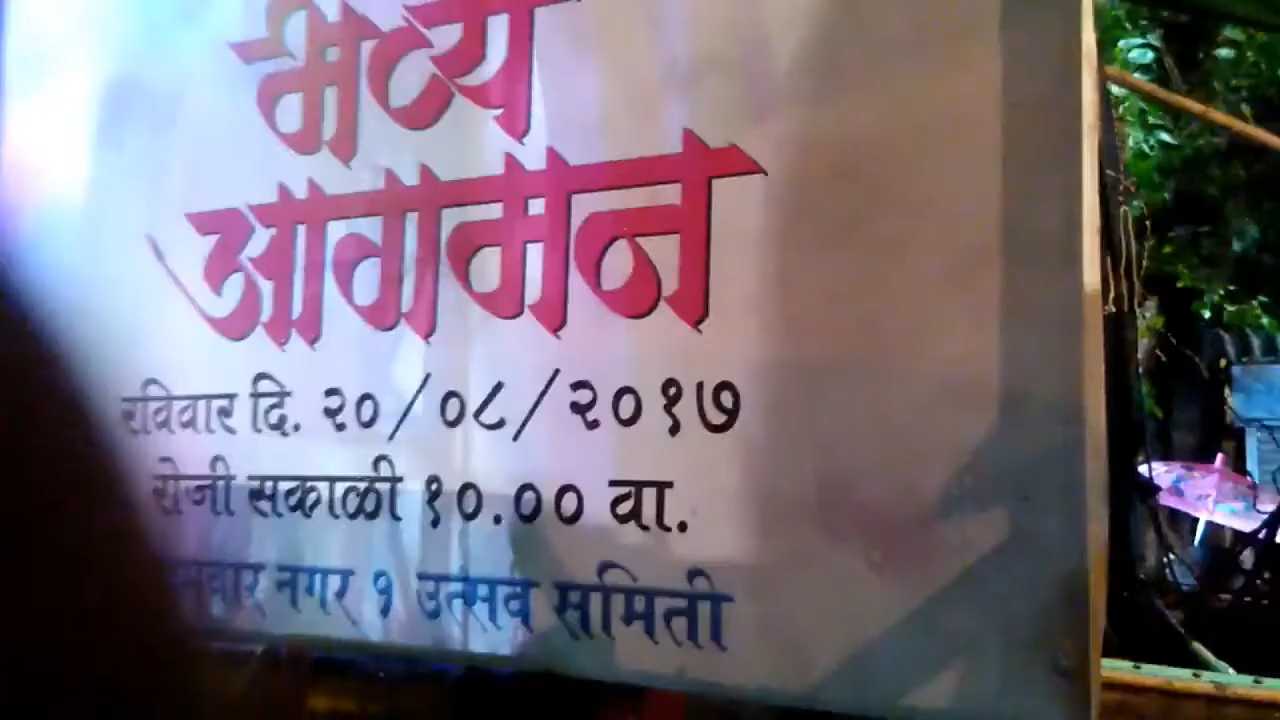 भव्य
आगमन
रविवार दि. २०/०८/२०१७
रोजी सकाळी १०.०० वा.
नगर १ उत्सव समिती